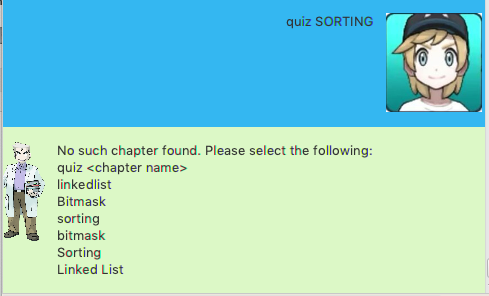 quiz SORTING
No such chapter found. Please select the following:
quiz <chapter name>
linkedlist
Bitmask
sorting
bitmask
Sorting
Linked List